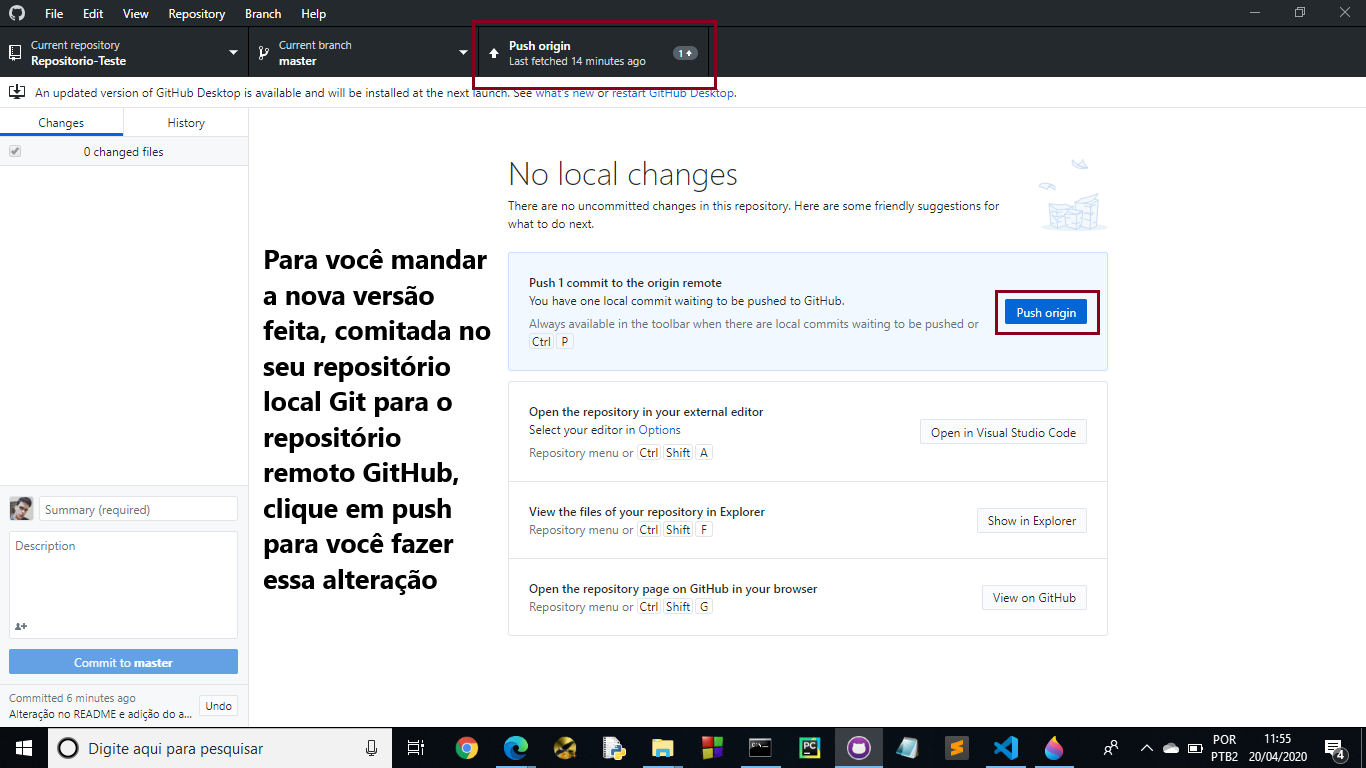 File Edit View Repository Branch Help
Current repository
Repositorio-Teste
Current branch
master
Push origin
Last fetched 14 minutes ago
1
An updated version of GitHub Desktop is available and will be installed at the next launch. See what's new or restart GitHub Desktop.
Changes History
0 changed files
No local changes
There are no uncommitted changes in this repository. Here are some friendly suggestions for
what to do next.
Para você mandar
a nova versão
feita, comitada no
seu repositório
local Git para o
repositório
remoto GitHub,
clique em push
para você fazer
essa alteração
Push 1 commit to the origin remote
You have one local commit waiting to be pushed to GitHub.
Always available in the toolbar when there are local commits waiting to be pushed or
Ctrl P
Push origin
Open the repository in your external editor
Select your editor in Options
Repository menu or Ctrl Shift A
Open in Visual Studio Code
View the files of your repository in Explorer
Repository menu or Ctrl Shift F
Show in Explorer
Open the repository page on GitHub in your browser
Repository menu or Ctrl Shift G
View on GitHub
Summary (required)
Description
Commit to master
Committed 6 minutes ago
Alteração no README e adição do a...
Undo
Digite aqui para pesquisar
PC
POR
PTB2
11:55
20/04/2020
4